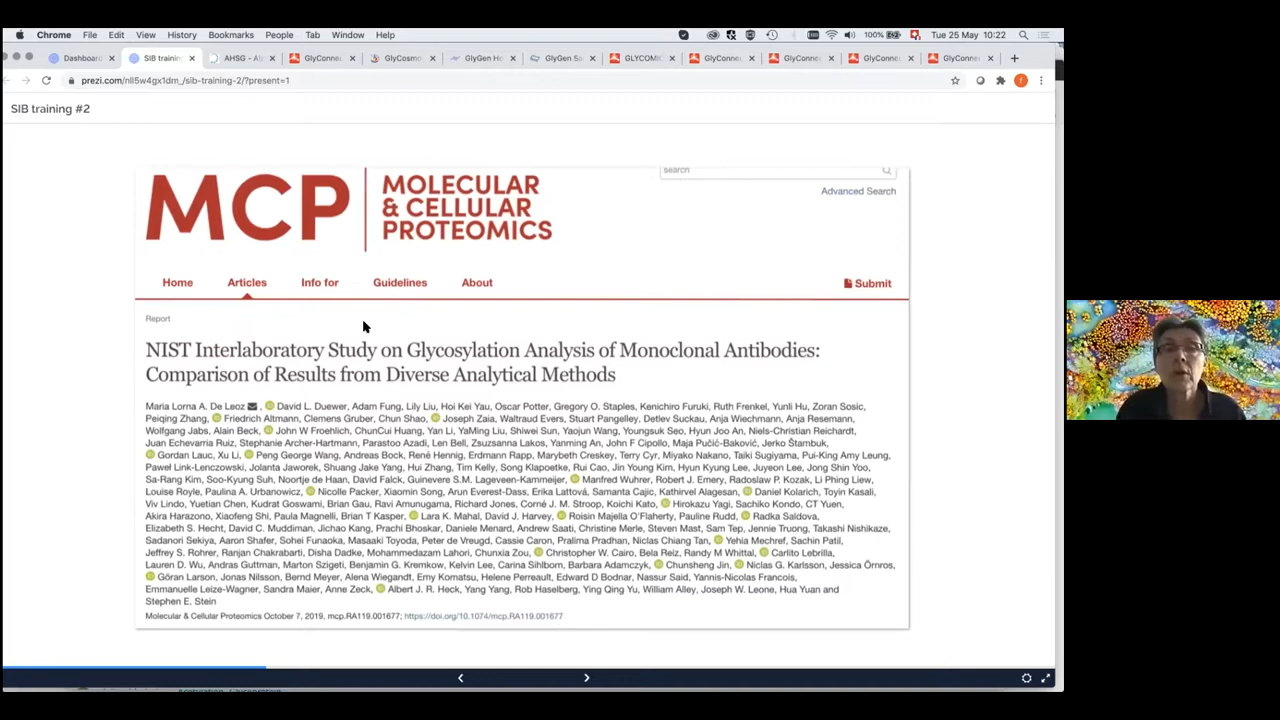 Chrome File Edit View History Bookmarks People Tab Window Help 100% Tue 25 May 10:22
Dashboard SIB trainin AHSG - Al GlyConne GlyCosmo GlyGen Ho GlyGen Sa GLYCOME GlyConne GlyConne GlyConne GlyConne
prezi.com/nll5w4gx1dm_/sib-training-2/?present=1
SIB training #2
search
MCP MOLECULAR
& CELLULAR
PROTEOMICS
Advanced Search
Home Articles Info for Guidelines About Submit
Report
NIST Interlaboratory Study on Glycosylation Analysis of Monoclonal Antibodies:
Comparison of Results from Diverse Analytical Methods
Maria Lorna A. De Leoz , David L. Duewer, Adam Fung, Lily Liu, Hoi Kei Yau, Oscar Potter, Gregory O. Staples, Kenichiro Furuki, Ruth Frenkel, Yunli Hu, Zoran Sosic,
Peiqing Zhang, Friedrich Altmann, Clemens Gruber, Chun Shao, Joseph Zaia, Waltraud Evers, Stuart Pangelley, Detlev Suckau, Anja Wiechmann, Anja Resemann,
Wolfgang Jabs, Alain Beck, John W Froehlich, ChunCui Huang, Yan Li, YaMing Liu, Shiwei Sun, Yaojun Wang, Youngsuk Seo, Hyun Joo An, Niels-Christian Reichardt,
Juan Echevarria Ruiz, Stephanie Archer-Hartmann, Parastoo Azadi, Len Bell, Zsuzsanna Lakos, Yanming An, John F Cipollo, Maja Pučić-Baković, Jerko Štambuk,
Gordan Lauc, Xu Li, Peng George Wang, Andreas Bock, René Hennig, Erdmann Rapp, Marybeth Creskey, Terry Cyr, Miyako Nakano, Taiki Sugiyama, Pui-King Amy Leung,
Paweł Link-Lenczowski, Jolanta Jaworek, Shuang Jake Yang, Hui Zhang, Tim Kelly, Song Klapoetke, Rui Cao, Jin Young Kim, Hyun Kyung Lee, Juyeon Lee, Jong Shin Yoo,
Sa-Rang Kim, Soo-Kyung Suh, Noortje de Haan, David Falck, Guinevere S.M. Lageveen-Kammeijer, Manfred Wuhrer, Robert J. Emery, Radoslaw P. Kozak, Li Phing Liew,
Louise Royle, Paulina A. Urbanowicz, Nicolle Packer, Xiaomin Song, Arun Everest-Dass, Erika Lattová, Samanta Cajic, Kathirvel Alagesan, Daniel Kolarich, Toyin Kasali,
Viv Lindo, Yuetian Chen, Kudrat Goswami, Brian Gau, Ravi Amunugama, Richard Jones, Corné J. M. Stroop, Koichi Kato, Hirokazu Yagi, Sachiko Kondo, CT Yuen,
Akira Harazono, Xiaofeng Shi, Paula Magnelli, Brian T Kasper, Lara K. Mahal, David J. Harvey, Roisin Majella O'Flaherty, Pauline Rudd, Radka Saldova,
Elizabeth S. Hecht, David C. Muddiman, Jichao Kang, Prachi Bhoskar, Daniele Menard, Andrew Saati, Christine Merle, Steven Mast, Sam Tep, Jennie Truong, Takashi Nishikaze,
Sadanori Sekiya, Aaron Shafer, Sohei Funaoka, Masaaki Toyoda, Peter de Vreugd, Cassie Caron, Pralima Pradhan, Niclas Chiang Tan, Yehia Mechref, Sachin Patil,
Jeffrey S. Rohrer, Ranjan Chakrabarti, Disha Dadke, Mohammedazam Lahori, Chunxia Zou, Christopher W. Cairo, Bela Reiz, Randy M Whittal, Carlito Lebrilla,
Lauren D. Wu, Andras Guttman, Marton Szigeti, Benjamin G. Kremkow, Kelvin Lee, Carina Sihlbom, Barbara Adamczyk, Chunsheng Jin, Niclas G. Karlsson, Jessica Örnros,
Göran Larson, Jonas Nilsson, Bernd Meyer, Alena Wiegandt, Emy Komatsu, Helene Perreault, Edward D Bodnar, Nassur Said, Yannis-Nicolas Francois,
Emmanuelle Leize-Wagner, Sandra Maier, Anne Zeck, Albert J. R. Heck, Yang Yang, Rob Haselberg, Ying Qing Yu, William Alley, Joseph W. Leone, Hua Yuan and
Stephen E. Stein
Molecular & Cellular Proteomics October 7, 2019, mcp.RA119.001677; https://doi.org/10.1074/mcp.RA119.001677